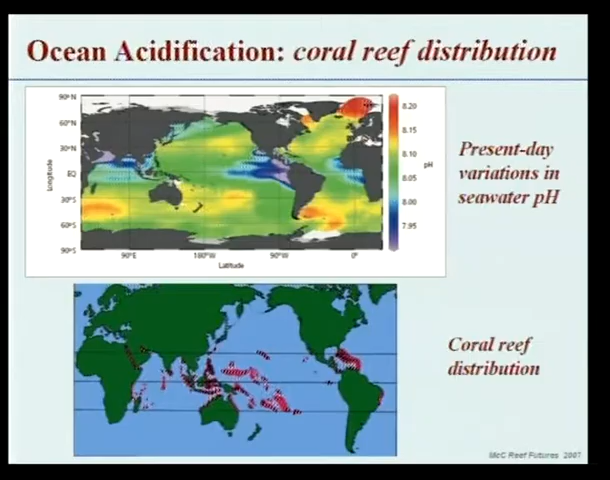 Ocean Acidification: coral reef distribution
90°N
60°N
30°N
EQ
30°S
60°S
90°S
Longitude
90°E
180°W
90°W
0°
Latitude
8.20
8.15
8.10
8.05
8.00
7.95
pH
Present-day
variations in
seawater pH
Coral reef
distribution
McC Reef Futures 2007